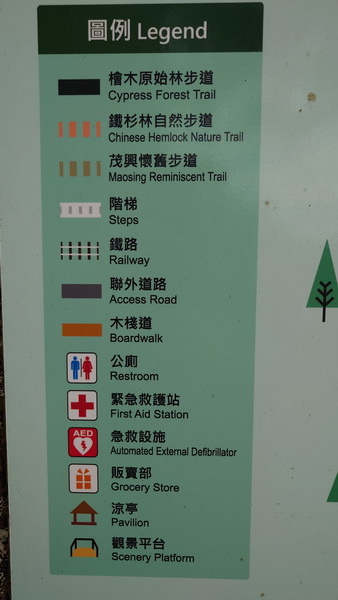 圖例 Legend
檜木原始林步道
Cypress Forest Trail
鐵杉林自然步道
Chinese Hemlock Nature Trail
茂興懷舊步道
Maosing Reminiscent Trail
階梯
Steps
鐵路
Railway
聯外道路
Access Road
木棧道
Boardwalk
公廁
Restroom
緊急救護站
First Aid Station
AED
急救設施
Automated External Defibrillator
販賣部
Grocery Store
涼亭
Pavilion
觀景平台
Scenery Platform